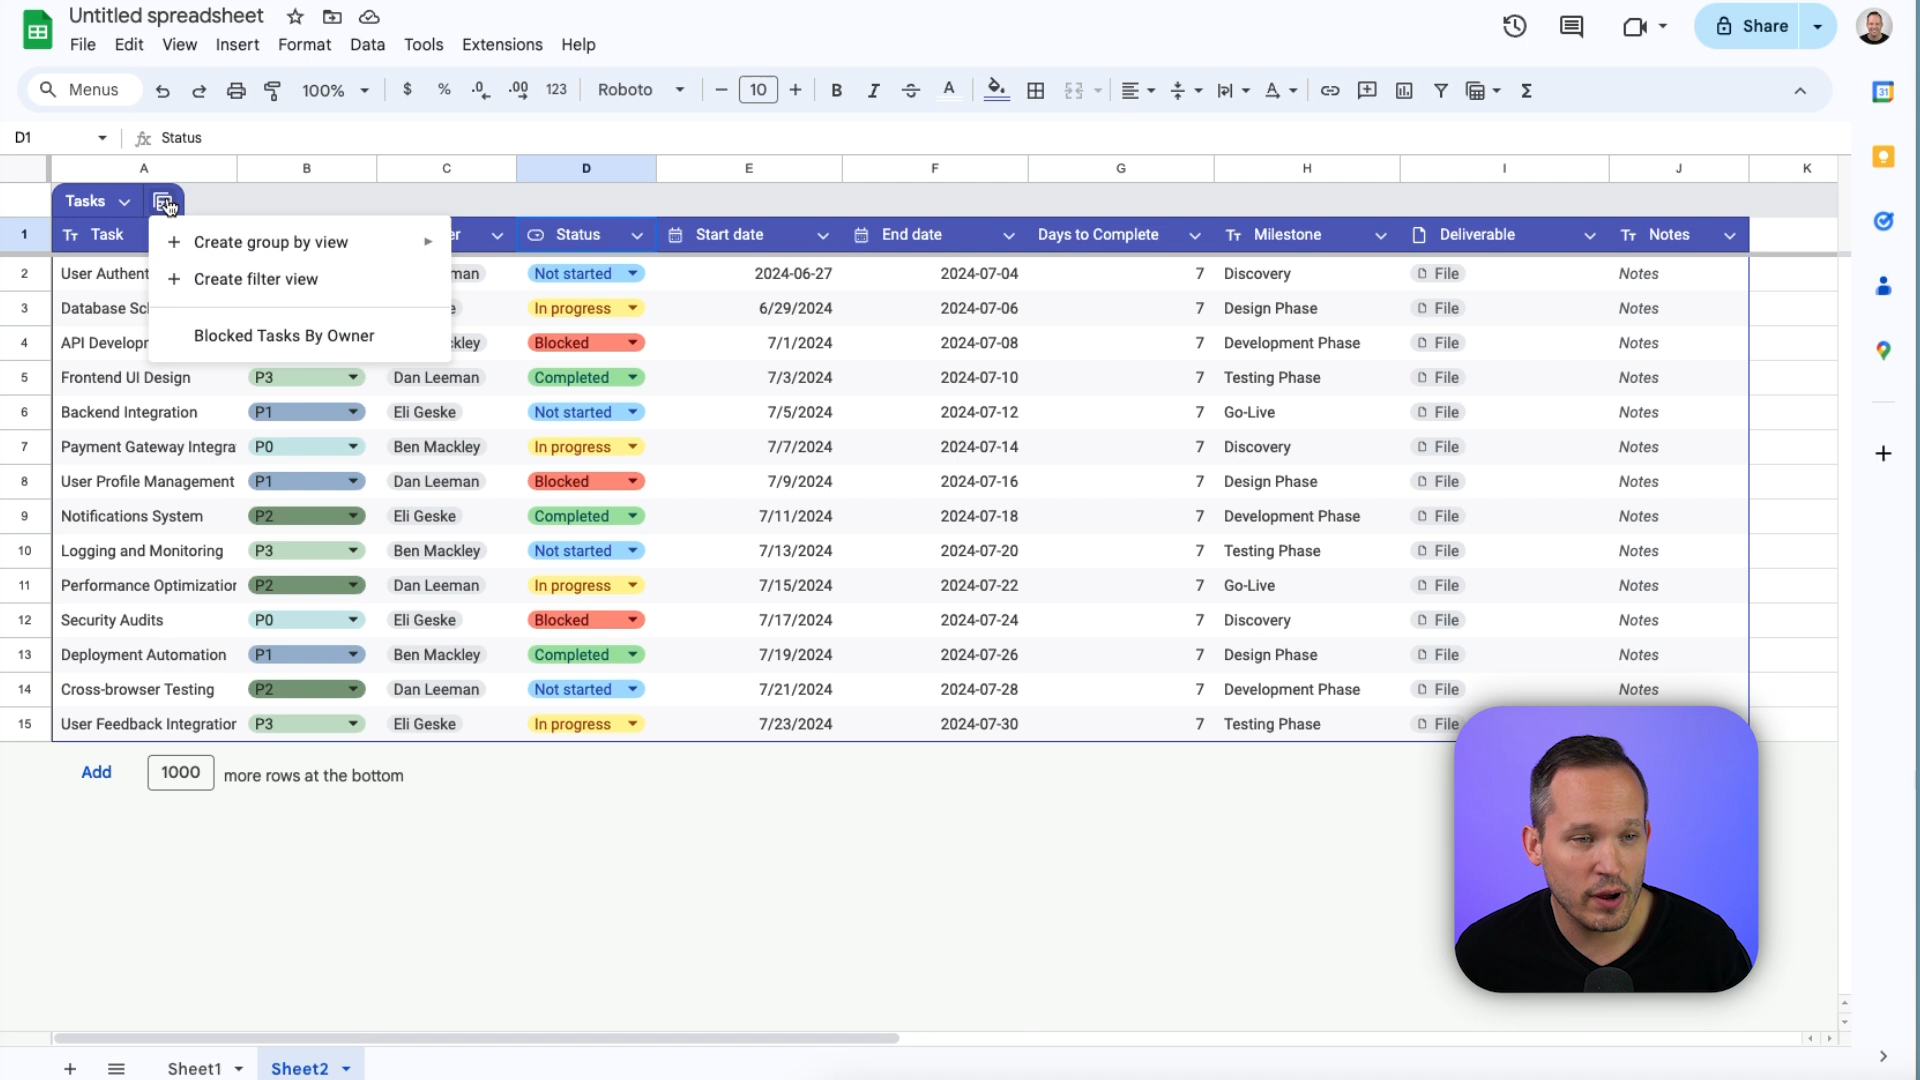 Untitled spreadsheet
File Edit View Insert Format Data Tools Extensions Help
Share
Menus 100% $ % .0 .00 123 Roboto 10 B I A Σ
31
D1 fx Status
A B C D E F G H I J K
Tasks
1 Task er Status Start date End date Days to Complete Milestone Deliverable Notes
Create group by view
Create filter view
Blocked Tasks By Owner
2 User Authent man Not started 2024-06-27 2024-07-04 7 Discovery File Notes
3 Database Sc e In progress 6/29/2024 2024-07-06 7 Design Phase File Notes
4 API Developr kley Blocked 7/1/2024 2024-07-08 7 Development Phase File Notes
5 Frontend UI Design P3 Dan Leeman Completed 7/3/2024 2024-07-10 7 Testing Phase File Notes
6 Backend Integration P1 Eli Geske Not started 7/5/2024 2024-07-12 7 Go-Live File Notes
7 Payment Gateway Integra P0 Ben Mackley In progress 7/7/2024 2024-07-14 7 Discovery File Notes
8 User Profile Management P1 Dan Leeman Blocked 7/9/2024 2024-07-16 7 Design Phase File Notes
9 Notifications System P2 Eli Geske Completed 7/11/2024 2024-07-18 7 Development Phase File Notes
10 Logging and Monitoring P3 Ben Mackley Not started 7/13/2024 2024-07-20 7 Testing Phase File Notes
11 Performance Optimization P2 Dan Leeman In progress 7/15/2024 2024-07-22 7 Go-Live File Notes
12 Security Audits P0 Eli Geske Blocked 7/17/2024 2024-07-24 7 Discovery File Notes
13 Deployment Automation P1 Ben Mackley Completed 7/19/2024 2024-07-26 7 Design Phase File Notes
14 Cross-browser Testing P2 Dan Leeman Not started 7/21/2024 2024-07-28 7 Development Phase File Notes
15 User Feedback Integration P3 Eli Geske In progress 7/23/2024 2024-07-30 7 Testing Phase File
Add 1000 more rows at the bottom
Sheet1 Sheet2